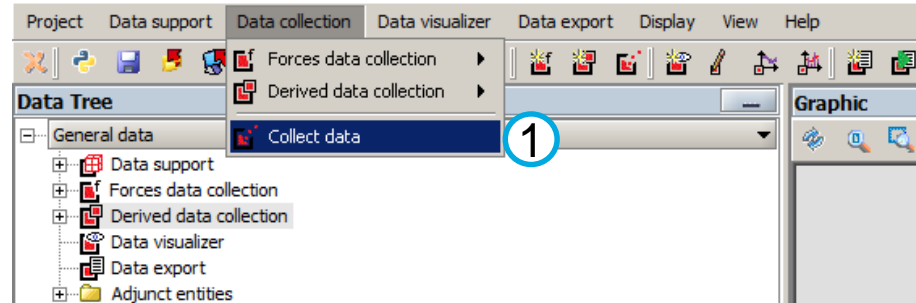 Project Data support Data collection Data visualizer Data export Display View Help
Forces data collection
Derived data collection
Collect data
1
Data Tree
Graphic
General data
Data support
Forces data collection
Derived data collection
Data visualizer
Data export
Adjunct entities